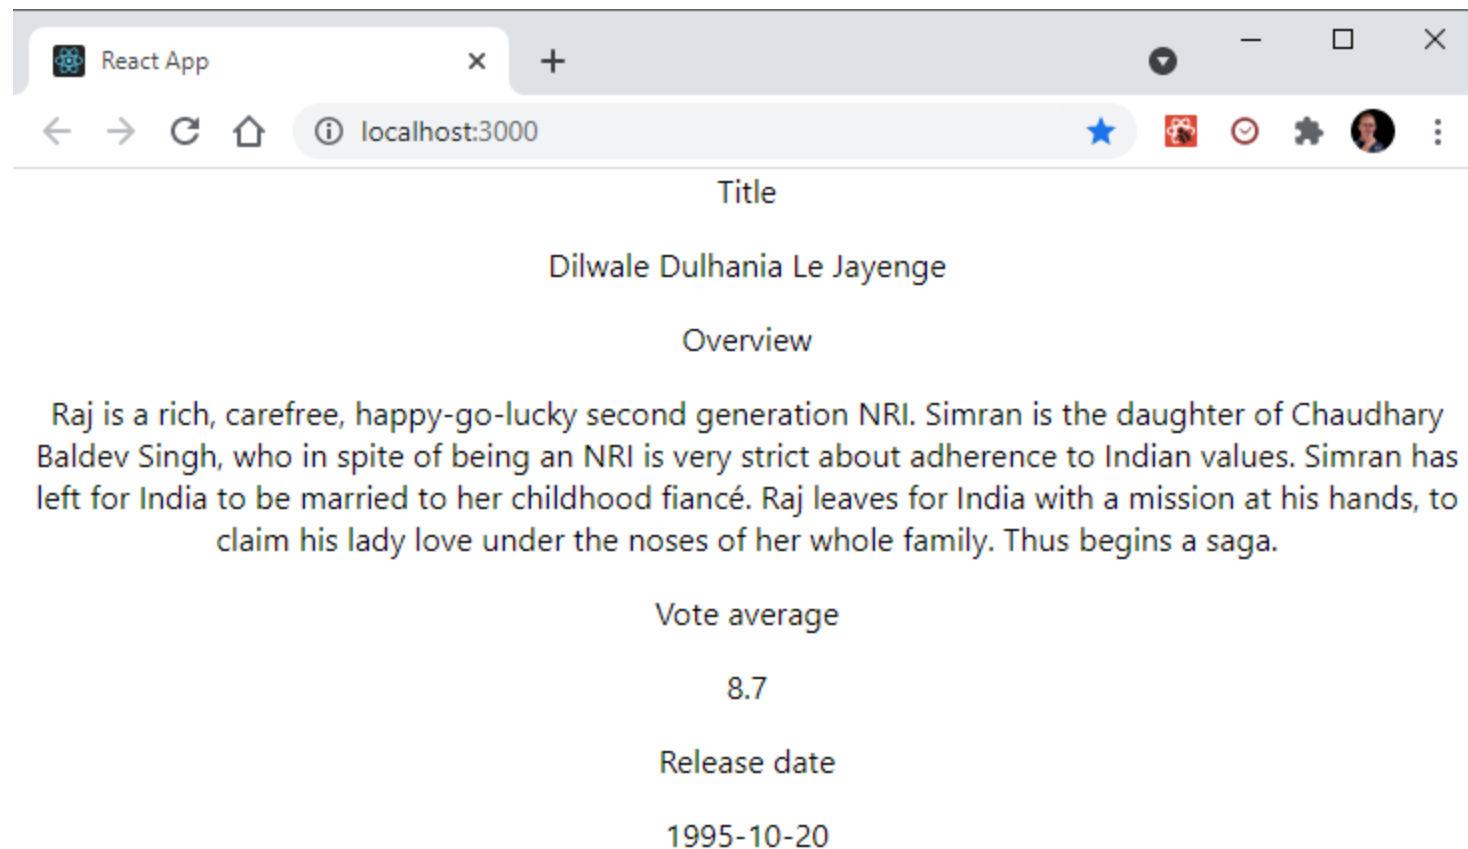 React App
localhost:3000
Title
Dilwale Dulhania Le Jayenge
Overview
Raj is a rich, carefree, happy-go-lucky second generation NRI. Simran is the daughter of Chaudhary
Baldev Singh, who in spite of being an NRI is very strict about adherence to Indian values. Simran has
left for India to be married to her childhood fiancé. Raj leaves for India with a mission at his hands, to
claim his lady love under the noses of her whole family. Thus begins a saga.
Vote average
8.7
Release date
1995-10-20